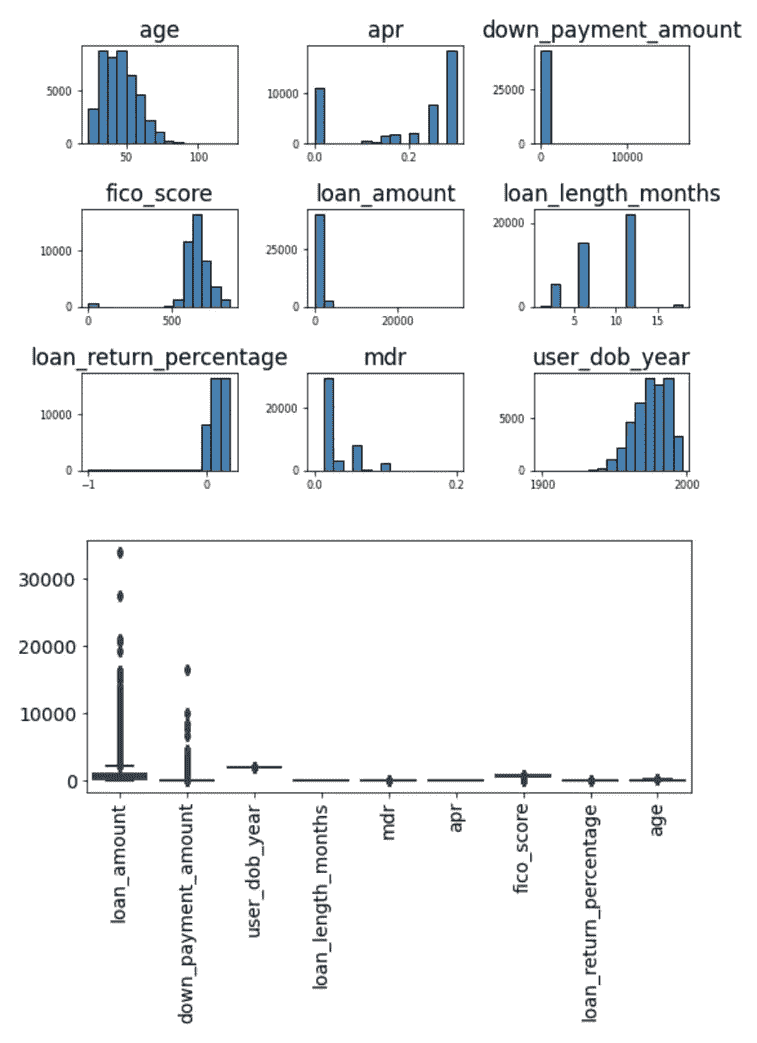 age apr down_payment_amount
5000
0
50 100
10000
0
0.0 0.2
25000
0
0 10000
fico_score loan_amount loan_length_months
10000
0
0 500
25000
0
0 20000
20000
0
5 10 15
loan_return_percentage mdr user_dob_year
10000
0
−1 0
20000
0
0.0 0.2
5000
0
1900 2000
30000
20000
10000
0
loan_amount
down_payment_amount
user_dob_year
loan_length_months
mdr
apr
fico_score
loan_return_percentage
age